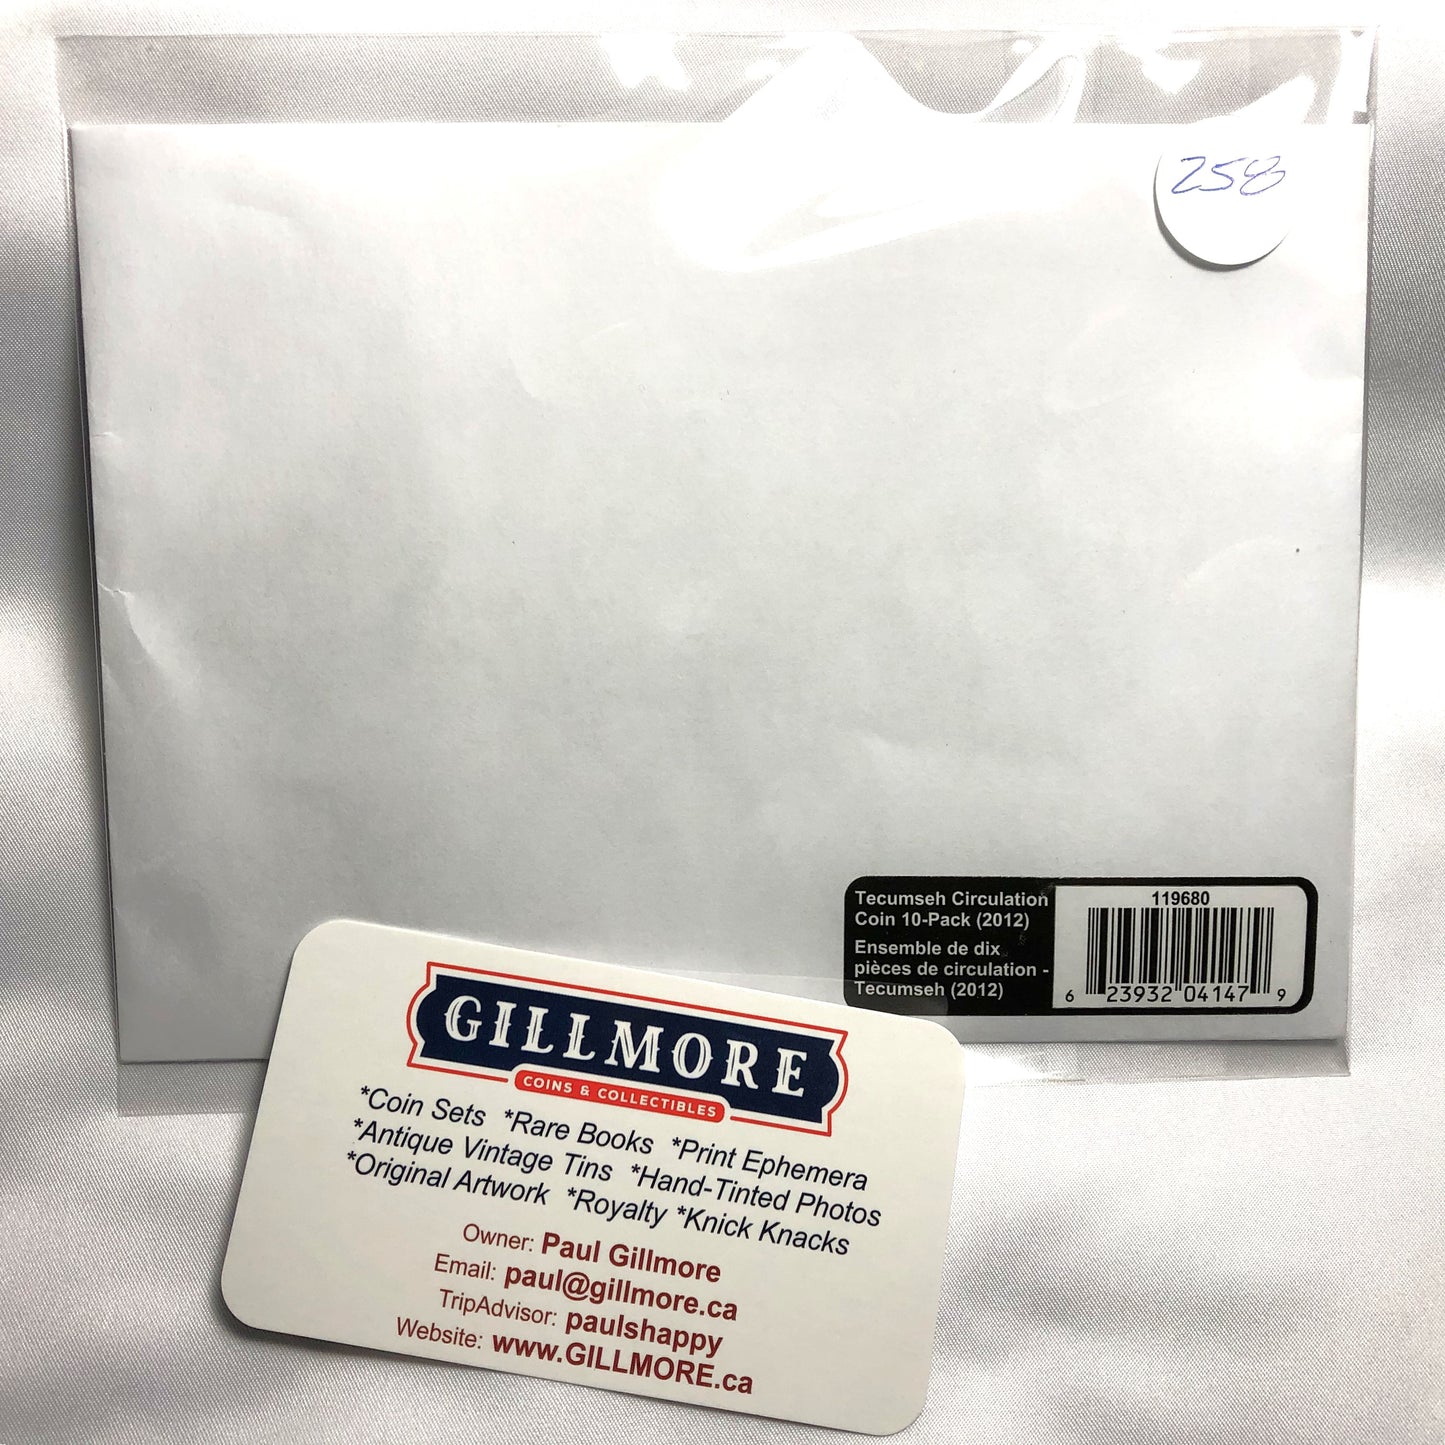 258
Tecumseh Circulation
Coin 10-Pack (2012)
Ensemble de dix
pièces de circulation -
Tecumseh (2012)
119680
6 23932 04147 9
GILLMORE
COINS & COLLECTIBLES
*Coin Sets *Rare Books *Print Ephemera
*Antique Vintage Tins *Hand-Tinted Photos
*Original Artwork *Royalty *Knick Knacks
Owner: Paul Gillmore
Email: paul@gillmore.ca
TripAdvisor: paulshappy
Website: www.GILLMORE.ca